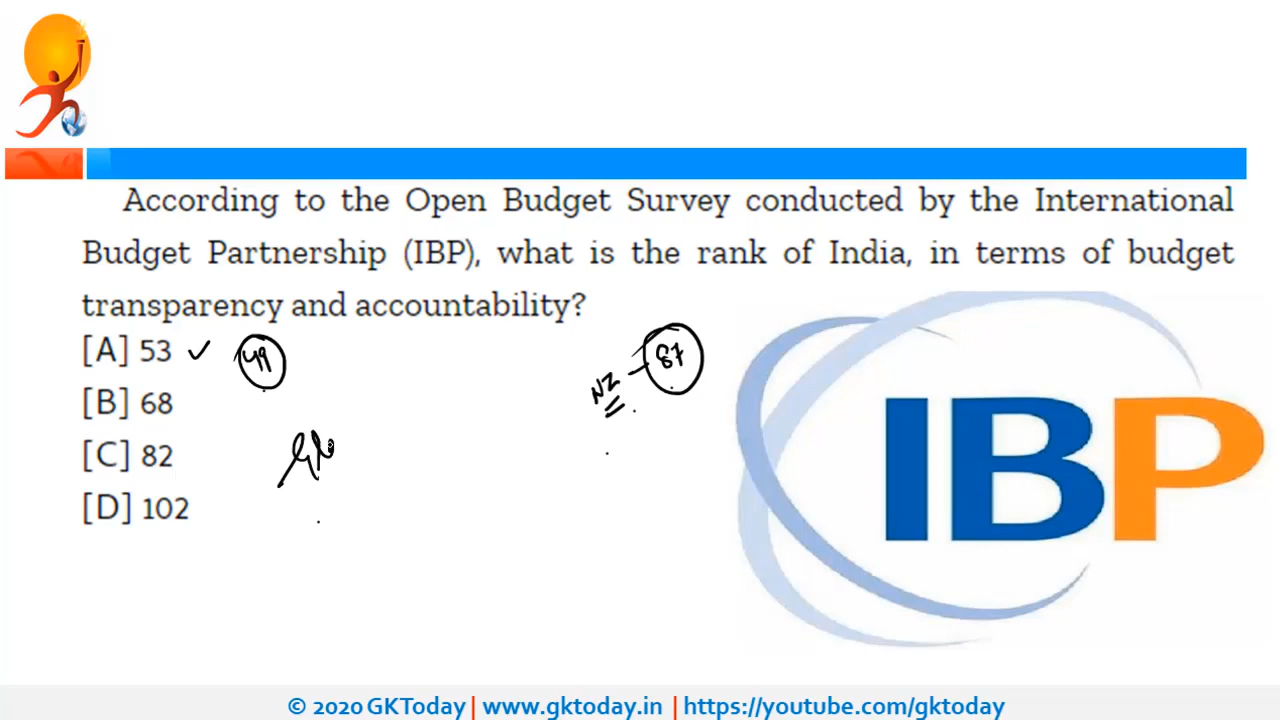 According to the Open Budget Survey conducted by the International
Budget Partnership (IBP), what is the rank of India, in terms of budget
transparency and accountability?
[A] 53 ✓ 49
[B] 68
[C] 82
[D] 102
NZ - 87
IBP
© 2020 GKToday | www.gktoday.in | https://youtube.com/gktoday